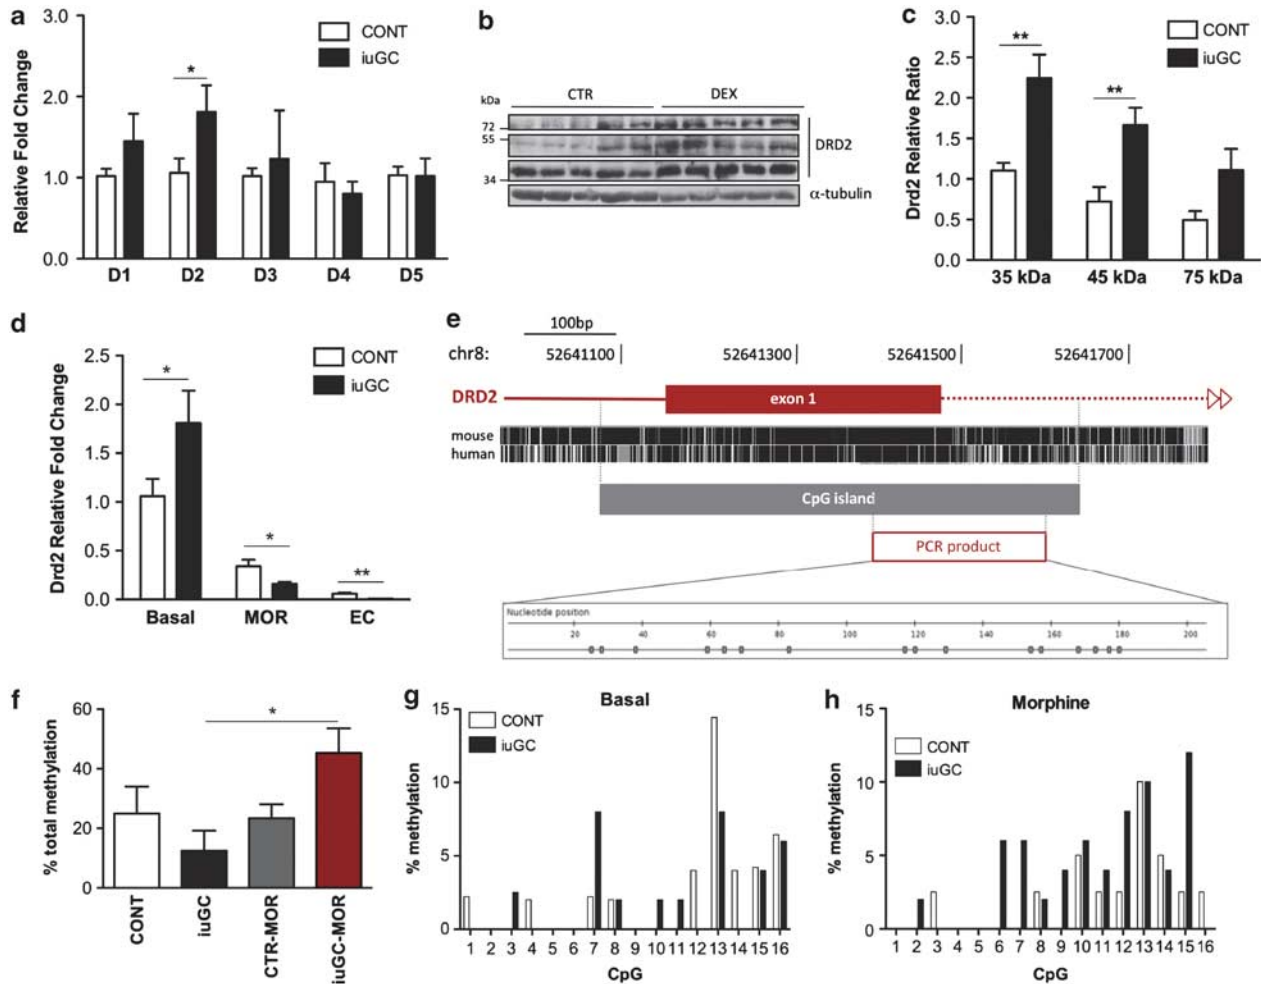 a
3.0
2.0
1.0
0.0
Relative Fold Change
CONT
iuGC
*
D1 D2 D3 D4 D5
b
kDa
CTR DEX
72
55
34
DRD2
α-tubulin
c
3.0
2.5
2.0
1.5
1.0
0.5
0.0
Drd2 Relative Ratio
CONT
iuGC
**
**
35 kDa 45 kDa 75 kDa
d
2.5
2.0
1.5
1.0
0.5
0.0
Drd2 Relative Fold Change
CONT
iuGC
*
*
**
Basal MOR EC
e
100bp
chr8: 52641100 52641300 52641500 52641700
DRD2 exon 1
mouse
human
CpG island
PCR product
Nucleotide position
20 40 60 80 100 120 140 160 180 200
f
60
40
20
0
% total methylation
*
CONT
iuGC
CTR-MOR
iuGC-MOR
g
Basal
15
10
5
0
% methylation
CONT
iuGC
1 2 3 4 5 6 7 8 9 10 11 12 13 14 15 16
CpG
h
Morphine
15
10
5
0
% methylation
CONT
iuGC
1 2 3 4 5 6 7 8 9 10 11 12 13 14 15 16
CpG